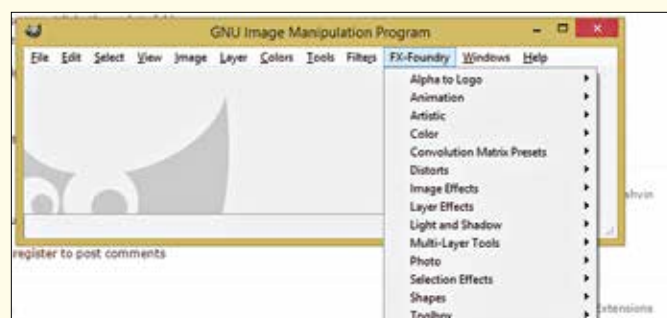 GNU Image Manipulation Program
File Edit Select View Image Layer Colors Tools Filters FX-Foundry Windows Help
Alpha to Logo
Animation
Artistic
Color
Convolution Matrix Presets
Distorts
Image Effects
Layer Effects
Light and Shadow
Multi-Layer Tools
Photo
Selection Effects
Shapes
Toolbox
shvin
register to post comments
Extensions